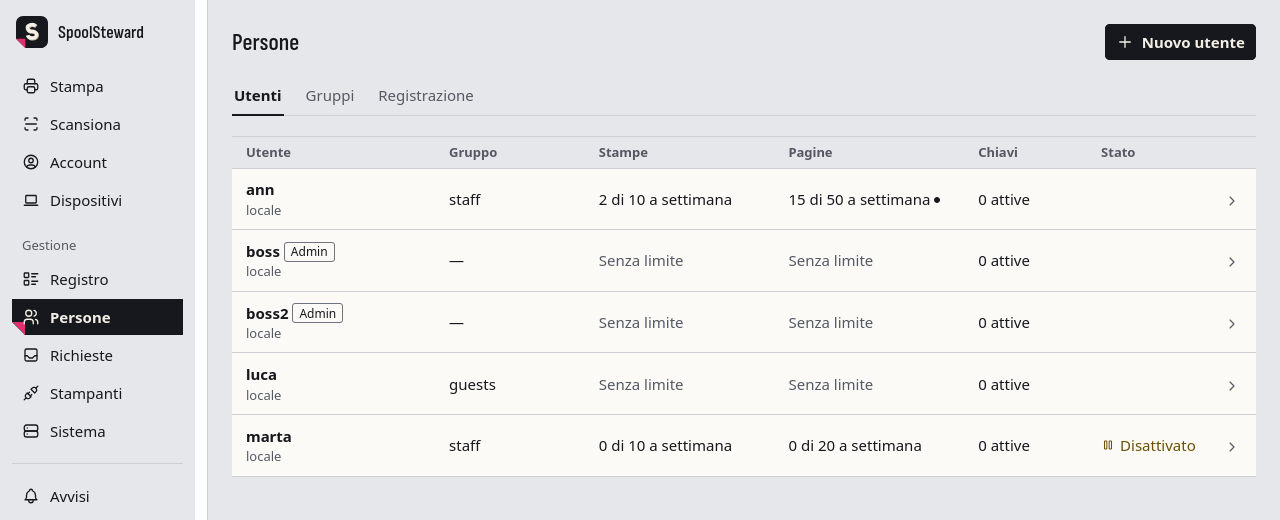 SpoolSteward
Stampa
Scansiona
Account
Dispositivi
Gestione
Registro
Persone
Richieste
Stampanti
Sistema
Avvisi
Persone
Nuovo utente
Utenti Gruppi Registrazione
Utente Gruppo Stampe Pagine Chiavi Stato
ann
locale
staff 2 di 10 a settimana 15 di 50 a settimana 0 attive
boss Admin
locale
— Senza limite Senza limite 0 attive
boss2 Admin
locale
— Senza limite Senza limite 0 attive
luca
locale
guests Senza limite Senza limite 0 attive
marta
locale
staff 0 di 10 a settimana 0 di 20 a settimana 0 attive Disattivato